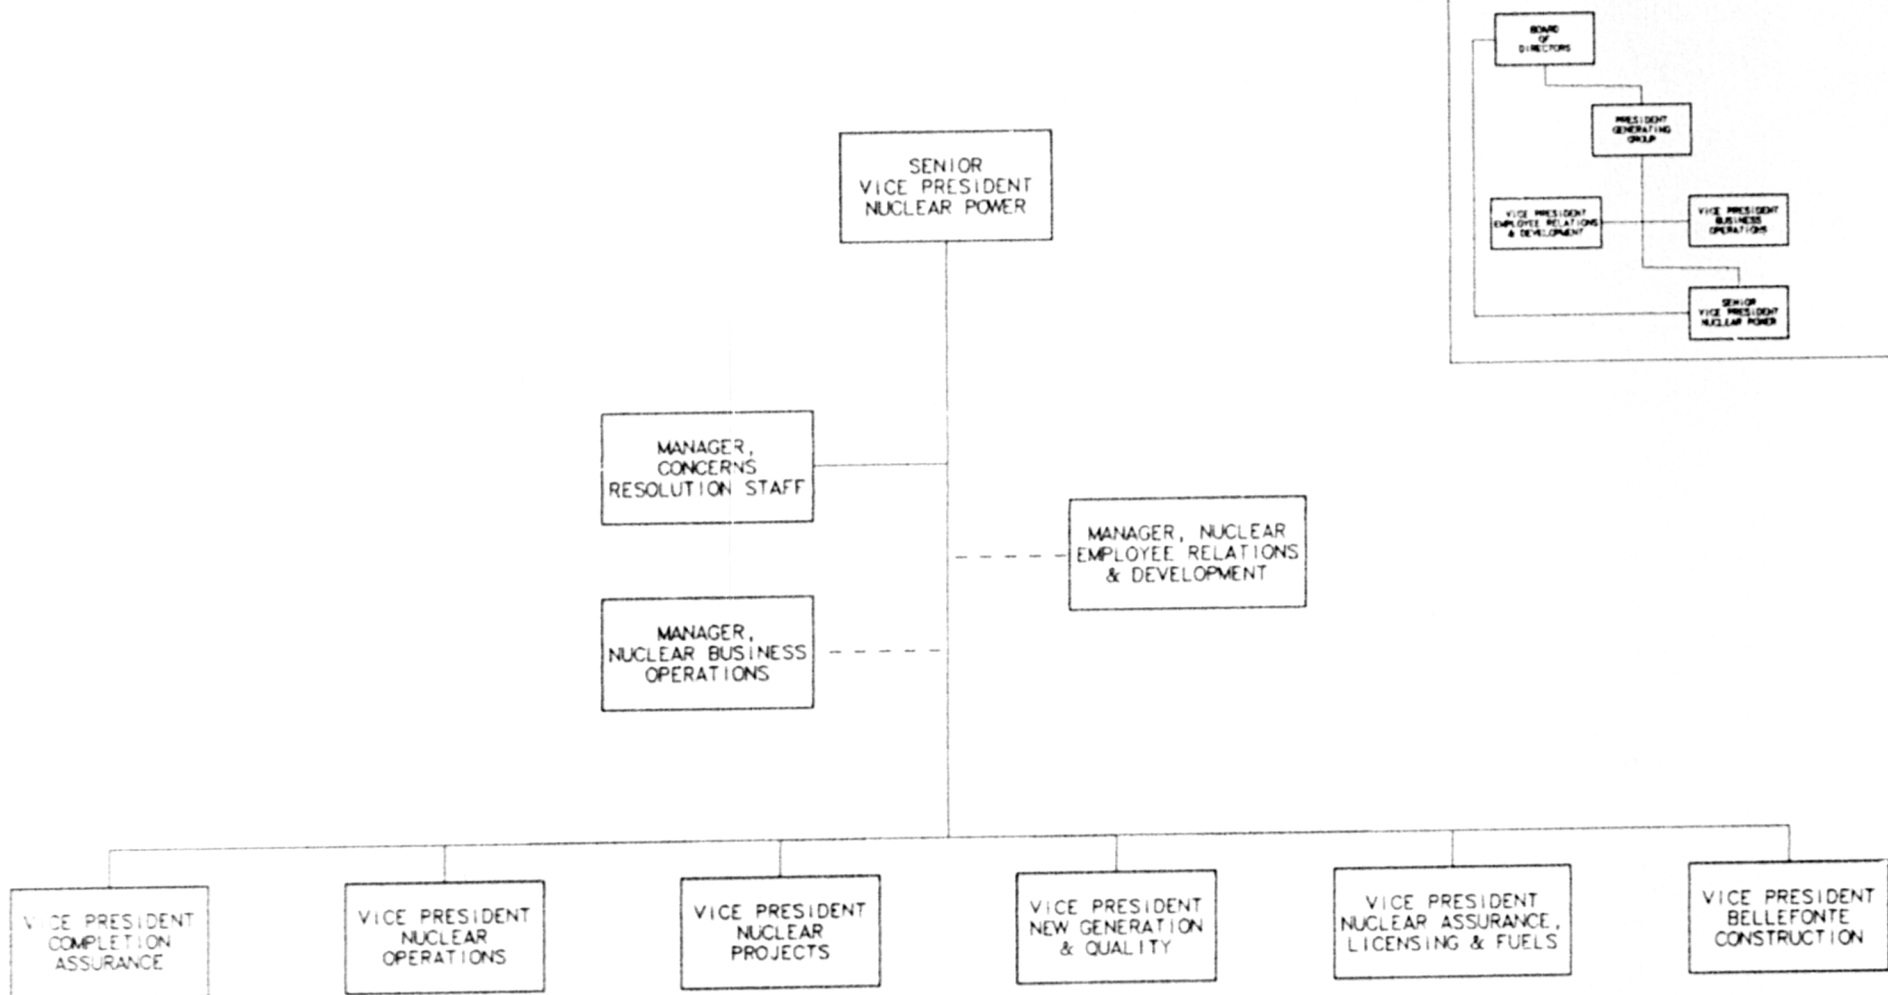 BOARD
OF
DIRECTORS
PRESIDENT
GENERATING
GROUP
VICE PRESIDENT
EMPLOYEE RELATIONS
& DEVELOPMENT
VICE PRESIDENT
BUSINESS
OPERATIONS
SENIOR
VICE PRESIDENT
NUCLEAR POWER
SENIOR
VICE PRESIDENT
NUCLEAR POWER
MANAGER,
CONCERNS
RESOLUTION STAFF
MANAGER, NUCLEAR
EMPLOYEE RELATIONS
& DEVELOPMENT
MANAGER,
NUCLEAR BUSINESS
OPERATIONS
VICE PRESIDENT
COMPLETION
ASSURANCE
VICE PRESIDENT
NUCLEAR
OPERATIONS
VICE PRESIDENT
NUCLEAR
PROJECTS
VICE PRESIDENT
NEW GENERATION
& QUALITY
VICE PRESIDENT
NUCLEAR ASSURANCE,
LICENSING & FUELS
VICE PRESIDENT
BELLEFONTE
CONSTRUCTION